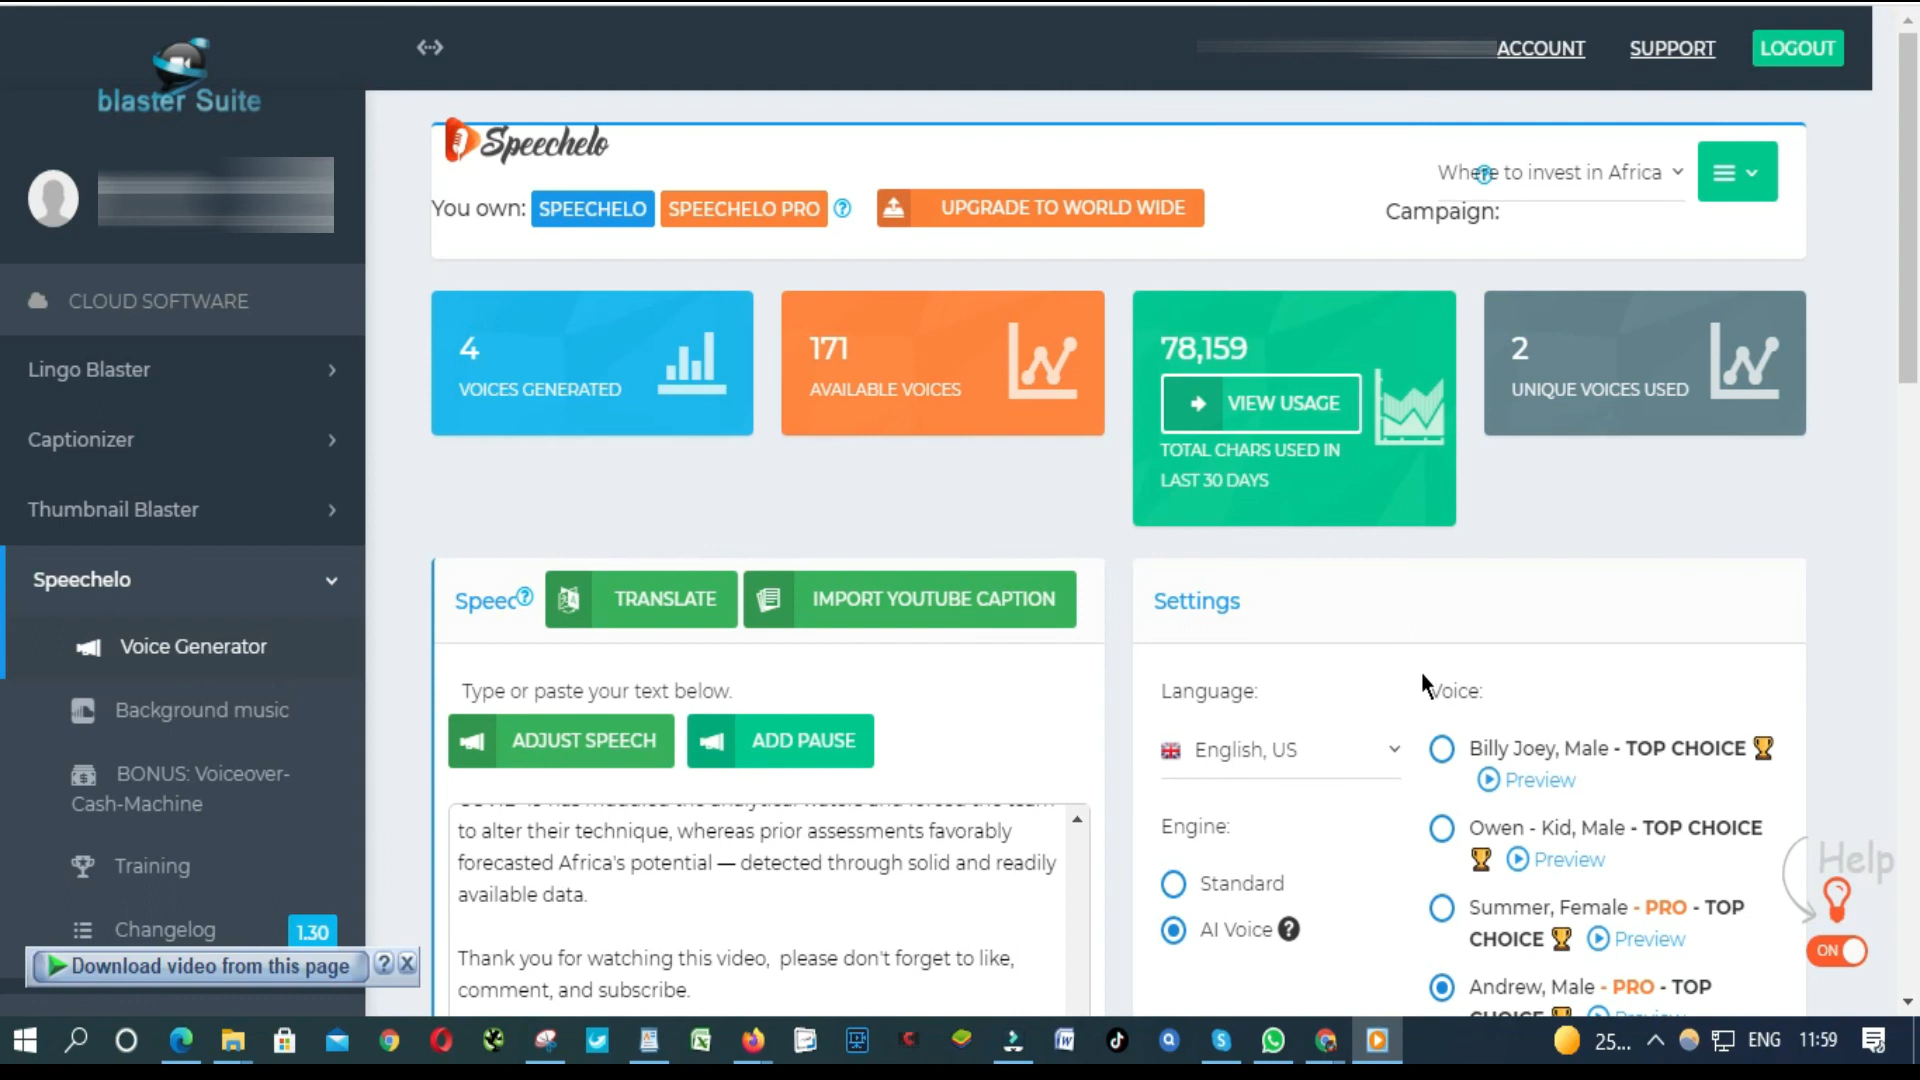 blaster Suite
ACCOUNT
SUPPORT
LOGOUT
Speechelo
Where to invest in Africa
You own: SPEECHELO SPEECHELO PRO ? UPGRADE TO WORLD WIDE
Campaign:
CLOUD SOFTWARE
Lingo Blaster
Captionizer
Thumbnail Blaster
Speechelo
Voice Generator
Background music
BONUS: Voiceover-
Cash-Machine
Training
Changelog 1.30
Download video from this page ? X
4
VOICES GENERATED
171
AVAILABLE VOICES
78,159
VIEW USAGE
TOTAL CHARS USED IN
LAST 30 DAYS
2
UNIQUE VOICES USED
Speec ? TRANSLATE IMPORT YOUTUBE CAPTION
Type or paste your text below.
ADJUST SPEECH ADD PAUSE
to alter their technique, whereas prior assessments favorably
forecasted Africa's potential — detected through solid and readily
available data.
Thank you for watching this video, please don't forget to like,
comment, and subscribe.
Settings
Language:
English, US
Engine:
Standard
AI Voice ?
Voice:
Billy Joey, Male - TOP CHOICE
Preview
Owen - Kid, Male - TOP CHOICE
Preview
Summer, Female - PRO - TOP
CHOICE Preview
Andrew, Male - PRO - TOP
Help
ON
25... ENG 11:59